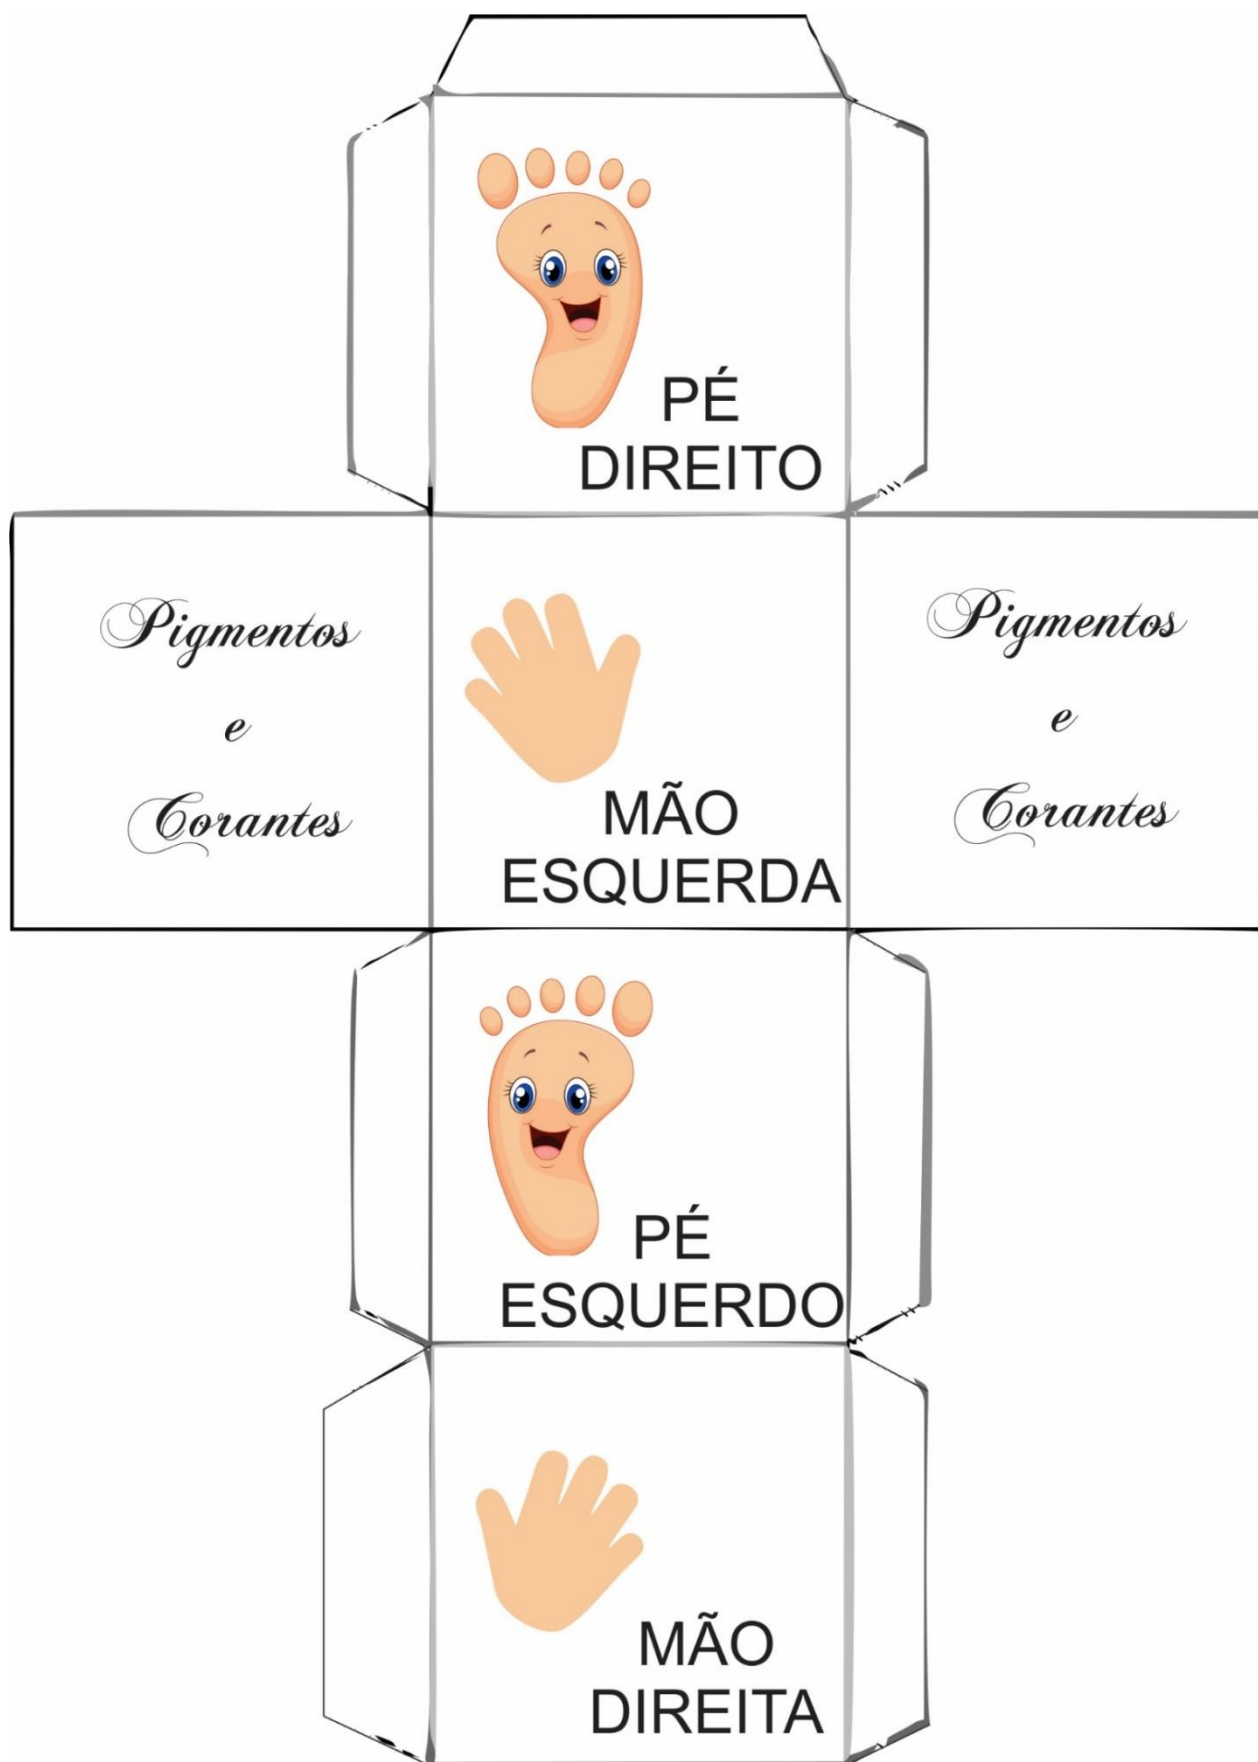 PÉ
DIREITO
Pigmentos
e
Corantes
MÃO
ESQUERDA
Pigmentos
e
Corantes
PÉ
ESQUERDO
MÃO
DIREITA